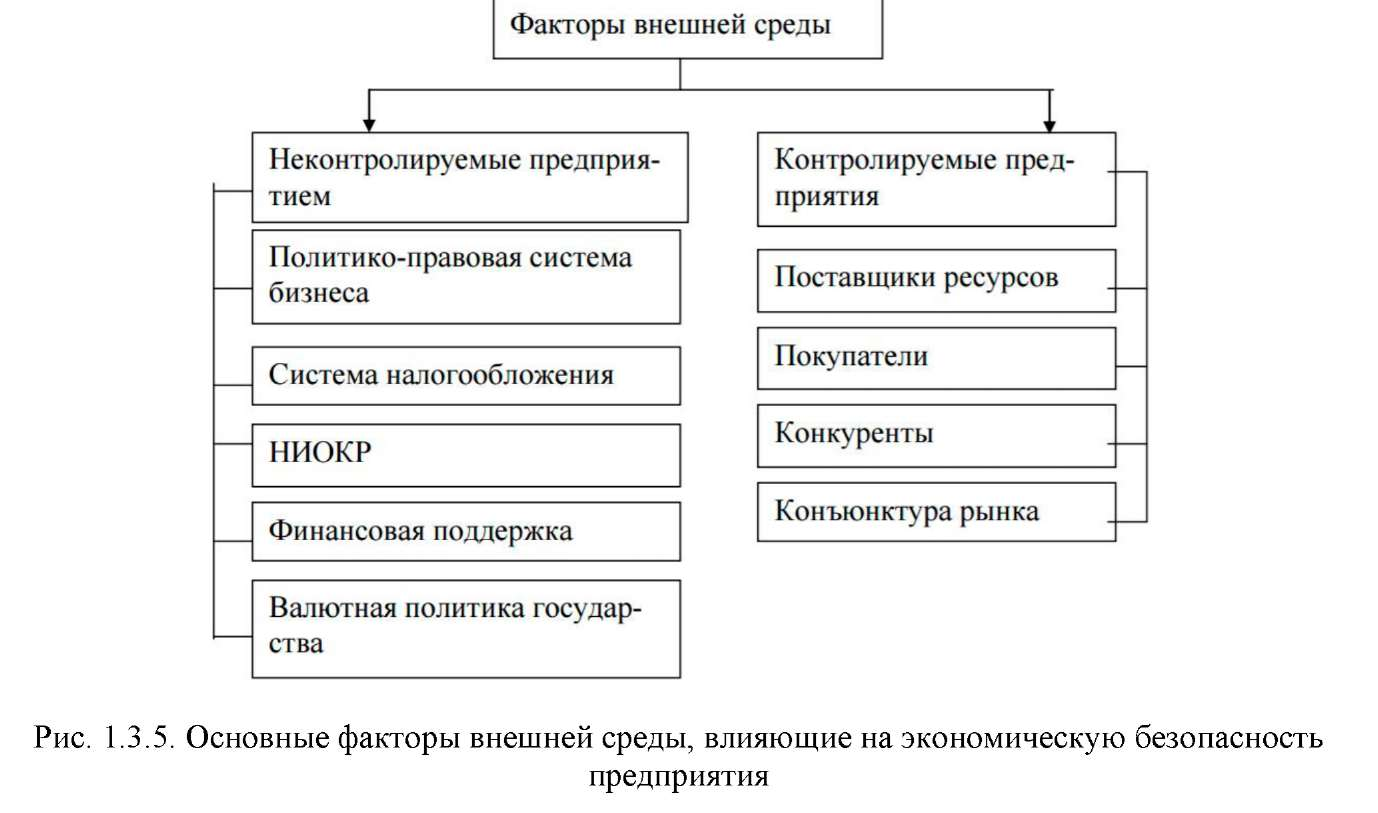 Факторы внешней среды
Неконтролируемые предприя-
тием
Политико-правовая система
бизнеса
Система налогообложения
НИОКР
Финансовая поддержка
Валютная политика государ-
ства
Контролируемые пред-
приятия
Поставщики ресурсов
Покупатели
Конкуренты
Конъюнктура рынка
Рис. 1.3.5. Основные факторы внешней среды, влияющие на экономическую безопасность
предприятия